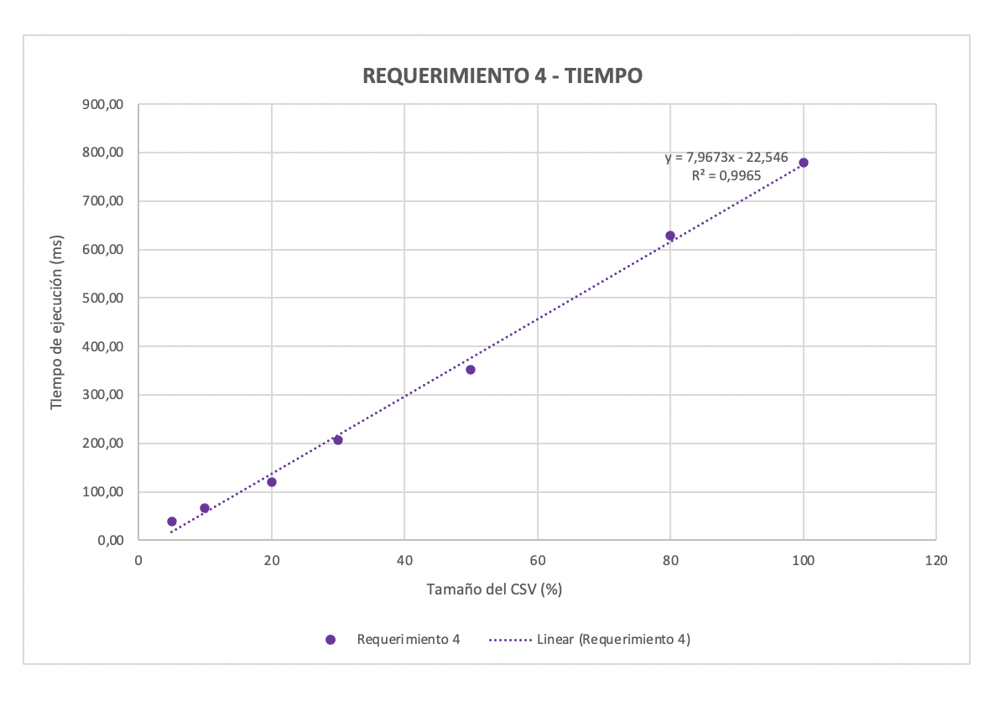 REQUERIMIENTO 4 - TIEMPO
900,00
800,00
700,00
600,00
500,00
400,00
300,00
200,00
100,00
0,00
y = 7,9673x - 22,546
R² = 0,9965
TIempo de ejecución (ms)
0 20 40 60 80 100 120
Tamaño del CSV (%)
Requerimiento 4 Linear (Requerimiento 4)